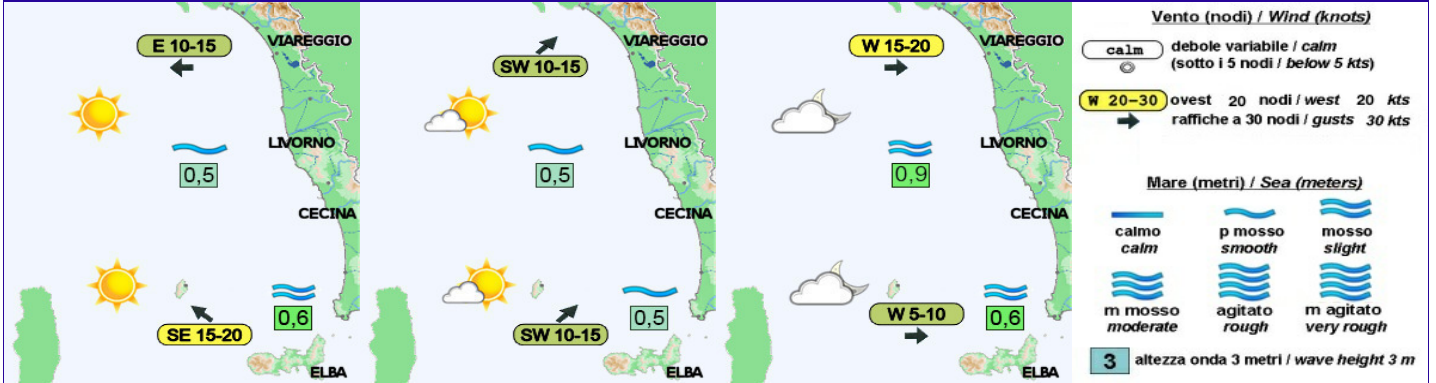 E 10-15
VIAREGGIO
LIVORNO
0,5
CECINA
0,6
SE 15-20
ELBA
VIAREGGIO
SW 10-15
LIVORNO
0,5
CECINA
0,5
SW 10-15
ELBA
W 15-20
VIAREGGIO
LIVORNO
0,9
CECINA
W 5-10
0,6
ELBA
Vento (nodi) / Wind (knots)
calm
debole variabile / calm
(sotto i 5 nodi / below 5 kts)
W 20-30
ovest 20 nodi / west 20 kts
raffiche a 30 nodi / gusts 30 kts
Mare (metri) / Sea (meters)
calmo
calm
p mosso
smooth
mosso
slight
m mosso
moderate
agitato
rough
m agitato
very rough
3
altezza onda 3 metri / wave height 3 m